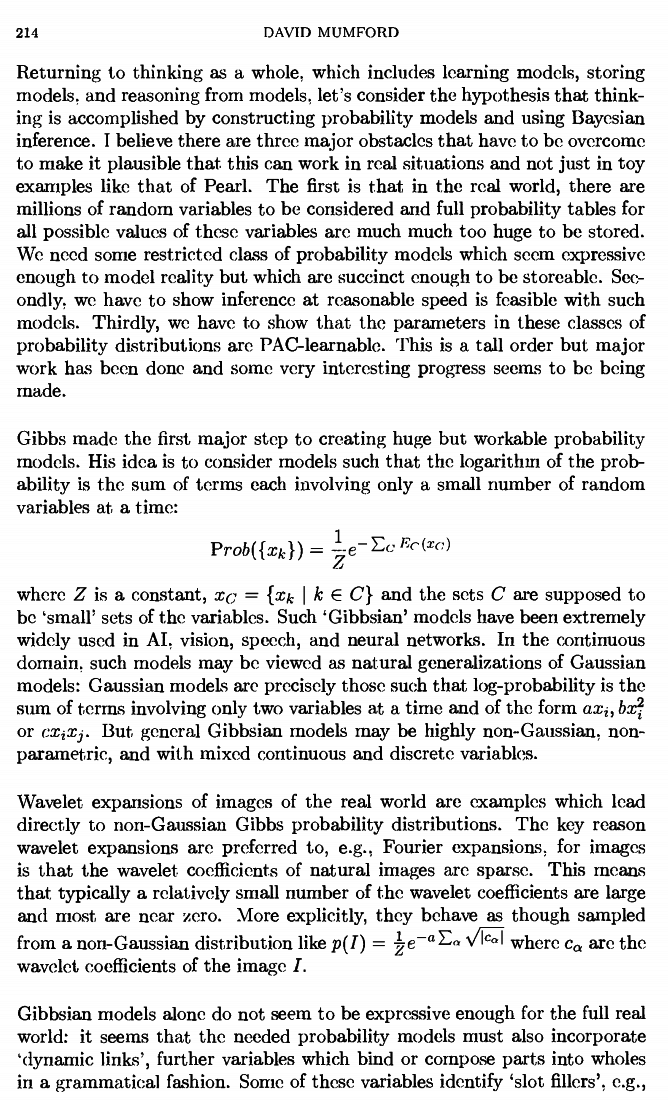 214 DAVID MUMFORD
Returning to thinking as a whole, which includes learning models, storing
models, and reasoning from models, let's consider the hypothesis that think-
ing is accomplished by constructing probability models and using Bayesian
inference. I believe there are three major obstacles that have to be overcome
to make it plausible that this can work in real situations and not just in toy
examples like that of Pearl. The first is that in the real world, there are
millions of random variables to be considered and full probability tables for
all possible values of these variables are much much too huge to be stored.
We need some restricted class of probability models which seem expressive
enough to model reality but which are succinct enough to be storeable. Sec-
ondly, we have to show inference at reasonable speed is feasible with such
models. Thirdly, we have to show that the parameters in these classes of
probability distributions are PAC-learnable. This is a tall order but major
work has been done and some very interesting progress seems to be being
made.
Gibbs made the first major step to creating huge but workable probability
models. His idea is to consider models such that the logarithm of the prob-
ability is the sum of terms each involving only a small number of random
variables at a time:
Prob({x_k}) = \frac{1}{Z} e^{-\sum_C E_C(x_C)}
where Z is a constant, x_C = {x_k | k ∈ C} and the sets C are supposed to
be 'small' sets of the variables. Such 'Gibbsian' models have been extremely
widely used in AI, vision, speech, and neural networks. In the continuous
domain, such models may be viewed as natural generalizations of Gaussian
models: Gaussian models are precisely those such that log-probability is the
sum of terms involving only two variables at a time and of the form ax_i, bx_i^2
or cx_ix_j. But general Gibbsian models may be highly non-Gaussian, non-
parametric, and with mixed continuous and discrete variables.
Wavelet expansions of images of the real world are examples which lead
directly to non-Gaussian Gibbs probability distributions. The key reason
wavelet expansions are preferred to, e.g., Fourier expansions, for images
is that the wavelet coefficients of natural images are sparse. This means
that typically a relatively small number of the wavelet coefficients are large
and most are near zero. More explicitly, they behave as though sampled
from a non-Gaussian distribution like p(I) = \frac{1}{Z} e^{-a \sum_α \sqrt{|c_α|}} where c_α are the
wavelet coefficients of the image I.
Gibbsian models alone do not seem to be expressive enough for the full real
world: it seems that the needed probability models must also incorporate
'dynamic links', further variables which bind or compose parts into wholes
in a grammatical fashion. Some of these variables identify 'slot fillers', e.g.,